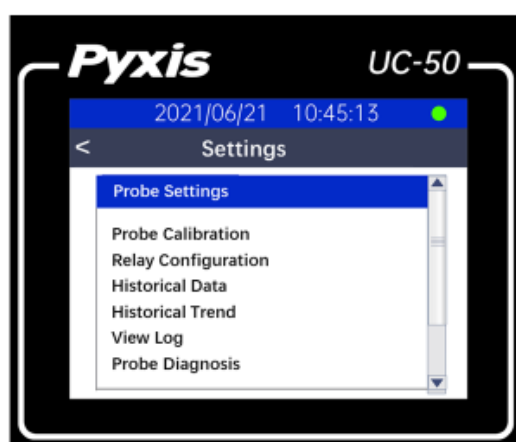 Pyxis UC-50
2021/06/21 10:45:13
< Settings
Probe Settings
Probe Calibration
Relay Configuration
Historical Data
Historical Trend
View Log
Probe Diagnosis